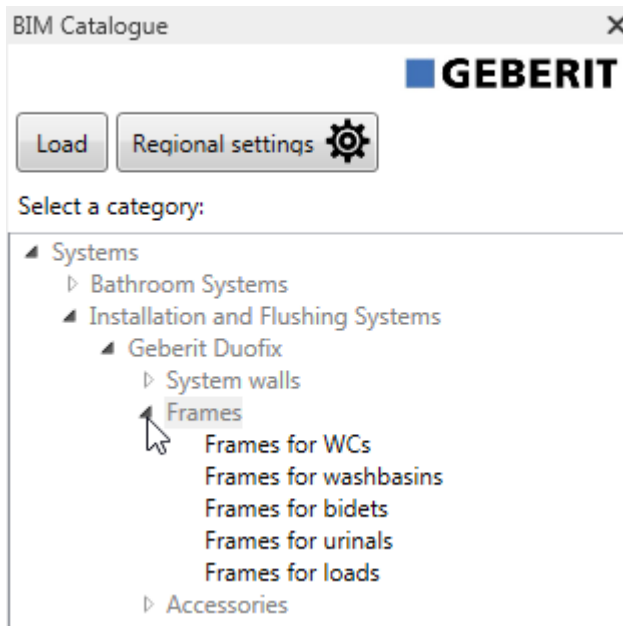 BIM Catalogue
GEBERIT
Load Regional settings
Select a category:
Systems
Bathroom Systems
Installation and Flushing Systems
Geberit Duofix
System walls
Frames
Frames for WCs
Frames for washbasins
Frames for bidets
Frames for urinals
Frames for loads
Accessories